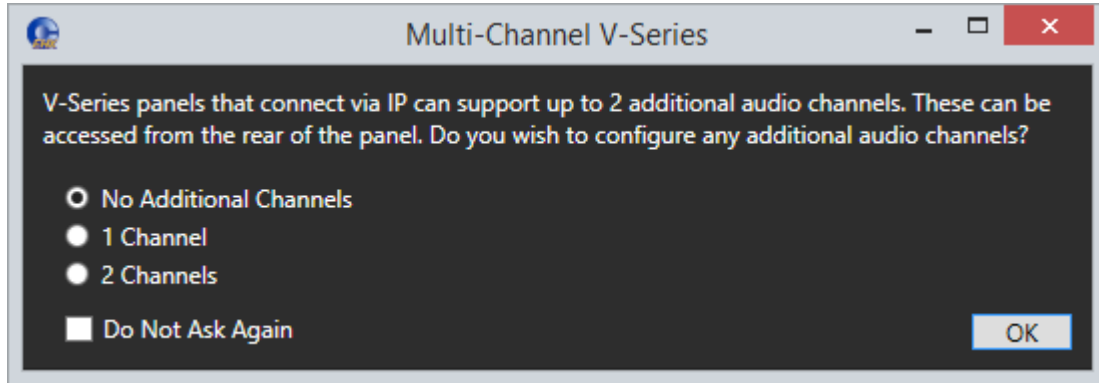 Multi-Channel V-Series
V-Series panels that connect via IP can support up to 2 additional audio channels. These can be
accessed from the rear of the panel. Do you wish to configure any additional audio channels?
No Additional Channels
1 Channel
2 Channels
Do Not Ask Again
OK